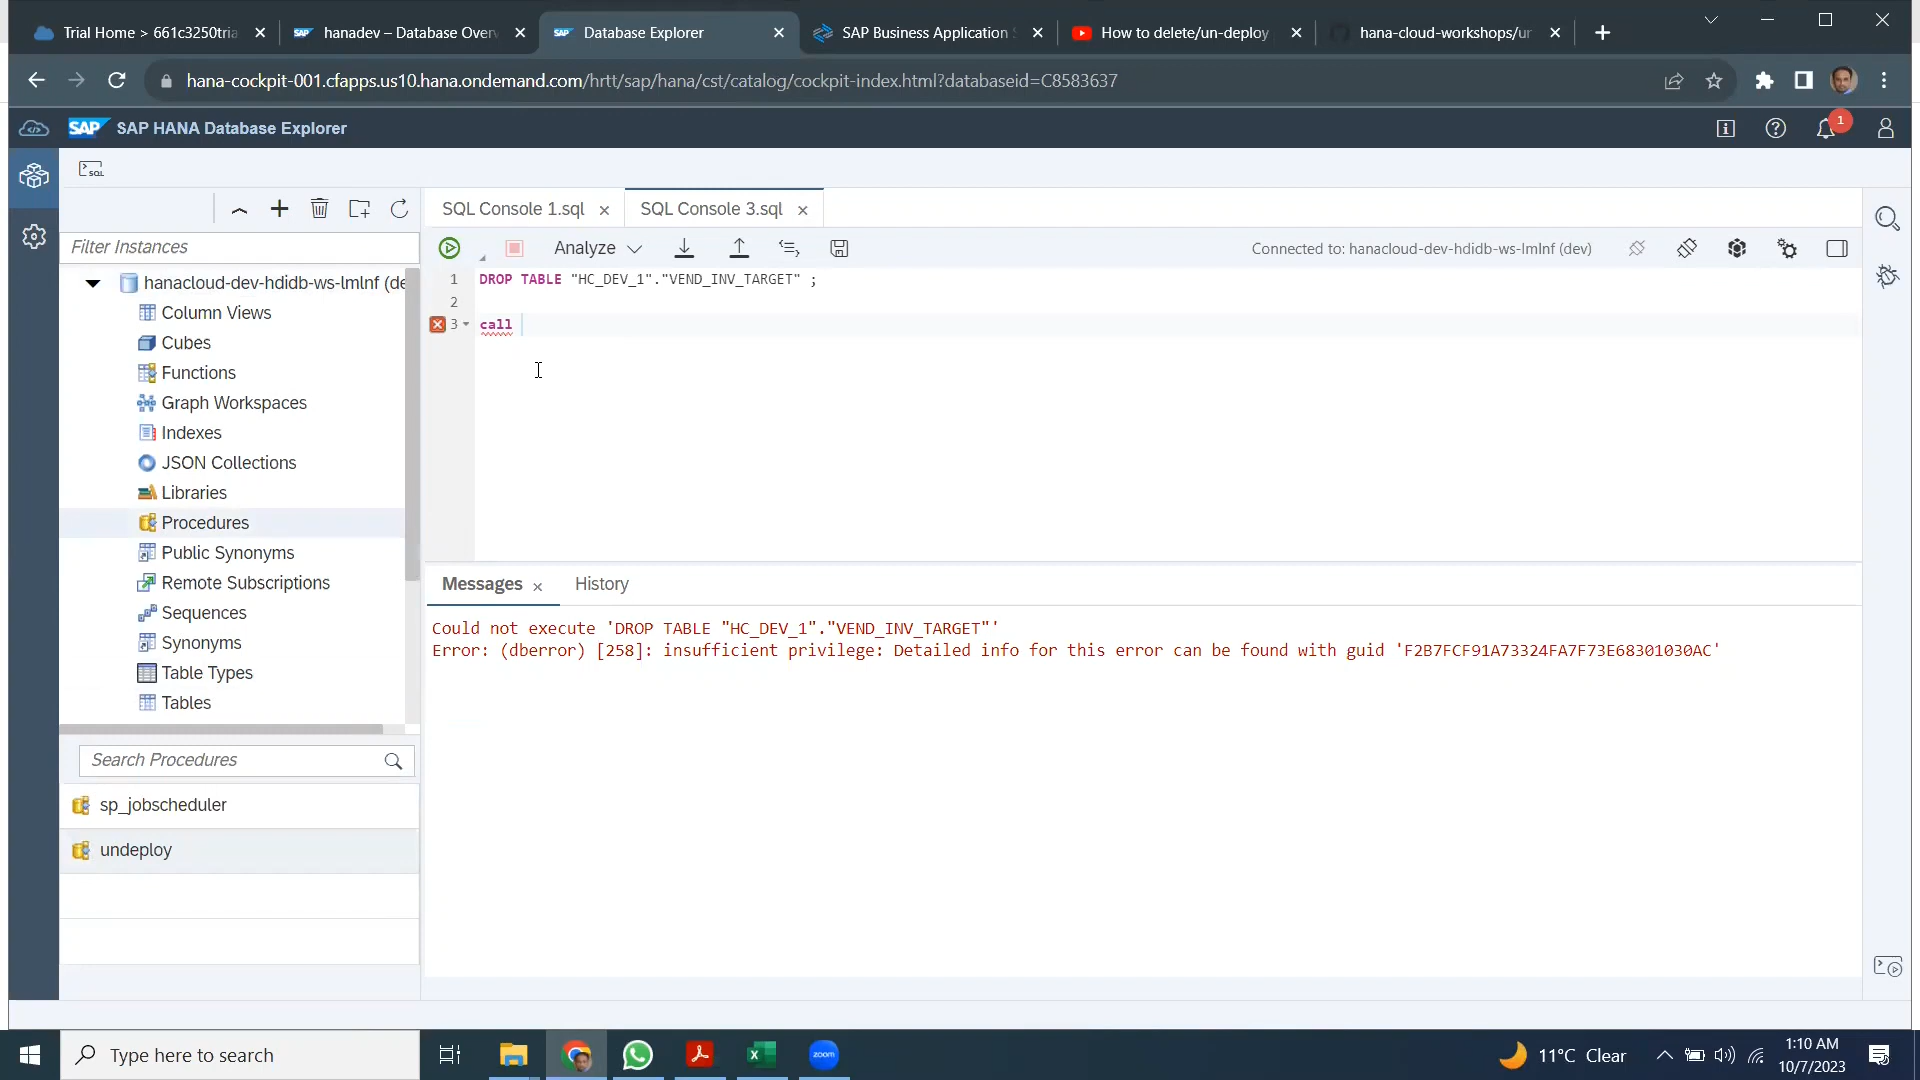 Trial Home > 661c3250tria
hanadev – Database Over
Database Explorer
SAP Business Application S
How to delete/un-deploy
hana-cloud-workshops/ur
hana-cockpit-001.cfapps.us10.hana.ondemand.com/hrtt/sap/hana/cst/catalog/cockpit-index.html?databaseid=C8583637
SAP SAP HANA Database Explorer
1
SQL
SQL Console 1.sql
SQL Console 3.sql
Filter Instances
Analyze
Connected to: hanacloud-dev-hdidb-ws-lmlnf (dev)
hanacloud-dev-hdidb-ws-lmlnf (de
Column Views
Cubes
Functions
Graph Workspaces
Indexes
JSON Collections
Libraries
Procedures
Public Synonyms
Remote Subscriptions
Sequences
Synonyms
Table Types
Tables
1 DROP TABLE "HC_DEV_1"."VEND_INV_TARGET" ;
2
3 call
Messages
History
Could not execute 'DROP TABLE "HC_DEV_1"."VEND_INV_TARGET"'
Error: (dberror) [258]: insufficient privilege: Detailed info for this error can be found with guid 'F2B7FCF91A73324FA7F73E68301030AC'
Search Procedures
sp_jobscheduler
undeploy
Type here to search
zoom
11°C Clear
1:10 AM
10/7/2023